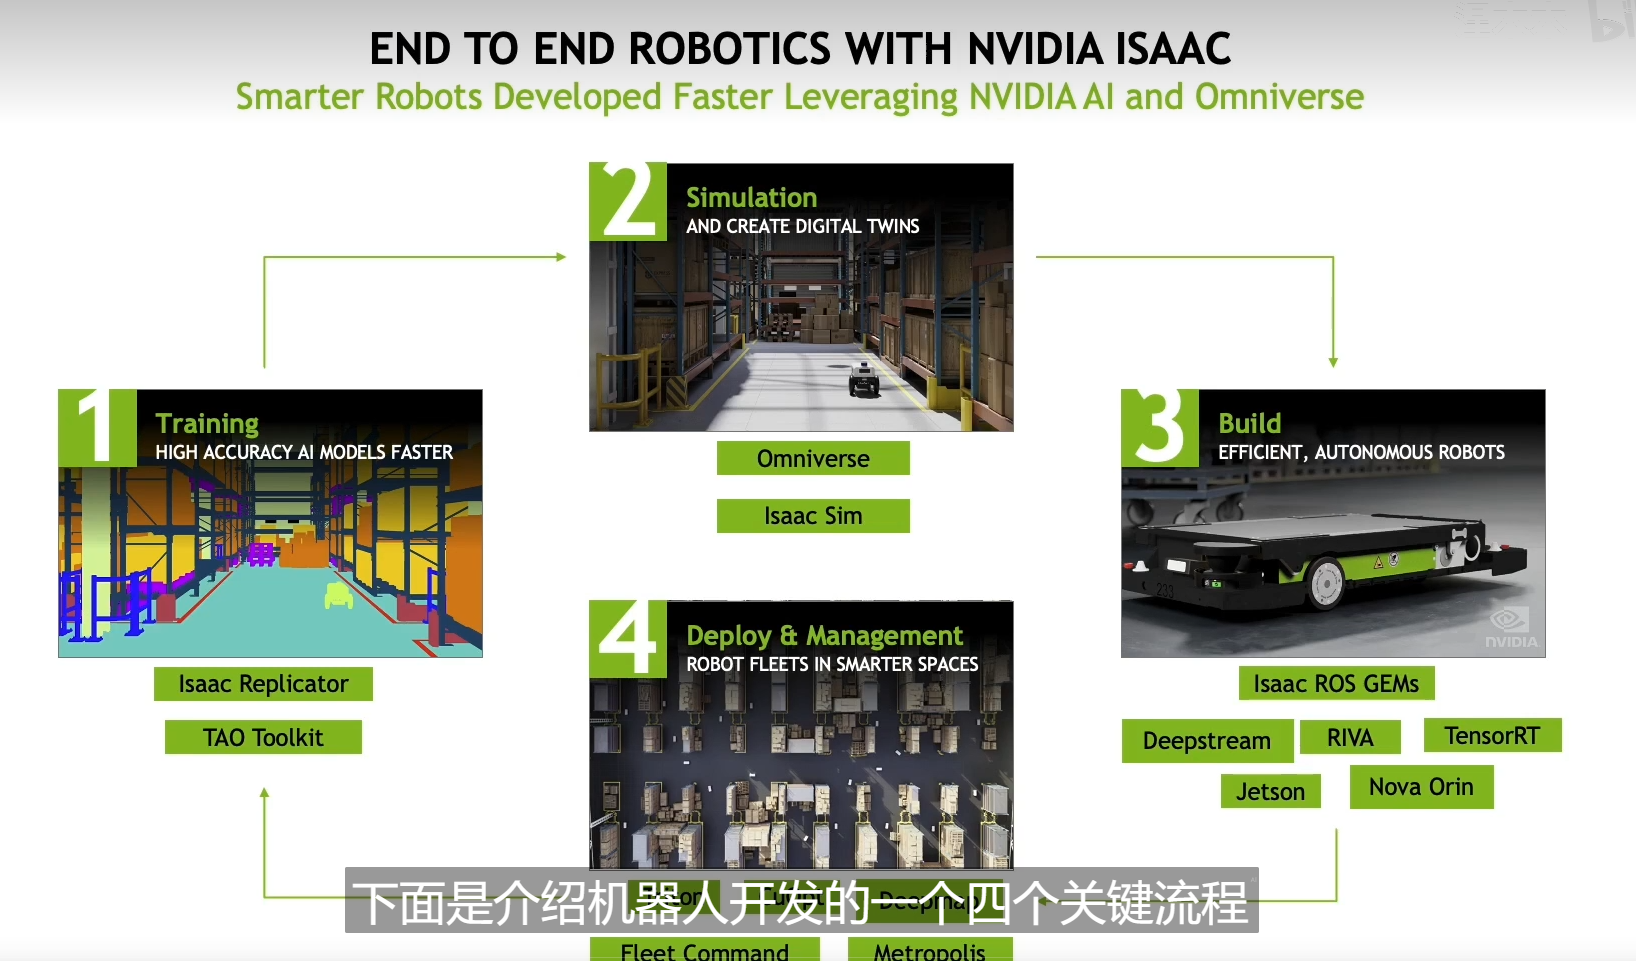 END TO END ROBOTICS WITH NVIDIA ISAAC
Smarter Robots Developed Faster Leveraging NVIDIA AI and Omniverse
1
Training
HIGH ACCURACY AI MODELS FASTER
Isaac Replicator
TAO Toolkit
2
Simulation
AND CREATE DIGITAL TWINS
Omniverse
Isaac Sim
3
Build
EFFICIENT, AUTONOMOUS ROBOTS
233
NVIDIA
Isaac ROS GEMs
Deepstream
RIVA
TensorRT
Jetson
Nova Orin
4
Deploy & Management
ROBOT FLEETS IN SMARTER SPACES
Deepmap
Fleet Command
Metropolis
下面是介绍机器人开发的一个四个关键流程